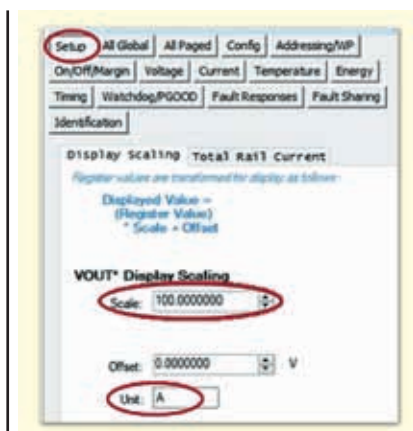 Setup All Global All Paged Config Addressing/WP
On/Off/Margin Voltage Current Temperature Energy
Timing Watchdog/PGOOD Fault Responses Fault Sharing
Identification
Display Scaling Total Rail Current
Register values are transformed for display as follows:
Displayed Value =
(Register Value)
* Scale + Offset
VOUT* Display Scaling
Scale: 100.0000000
Offset: 0.0000000 V
Unit: A